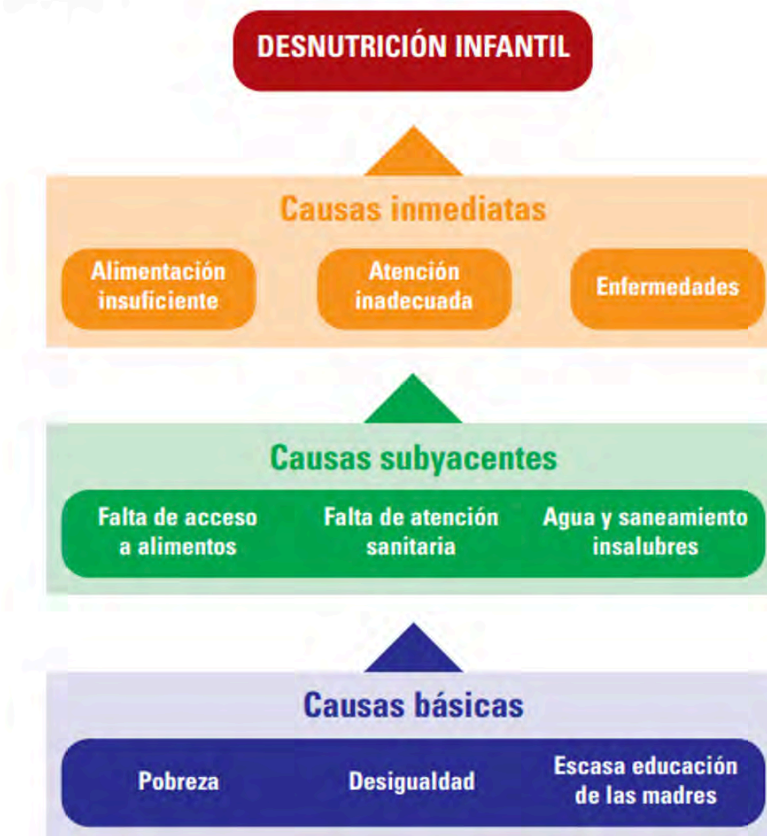 DESNUTRICIÓN INFANTIL
Causas inmediatas
Alimentación
insuficiente
Atención
inadecuada
Enfermedades
Causas subyacentes
Falta de acceso
a alimentos
Falta de atención
sanitaria
Agua y saneamiento
insalubres
Causas básicas
Pobreza
Desigualdad
Escasa educación
de las madres